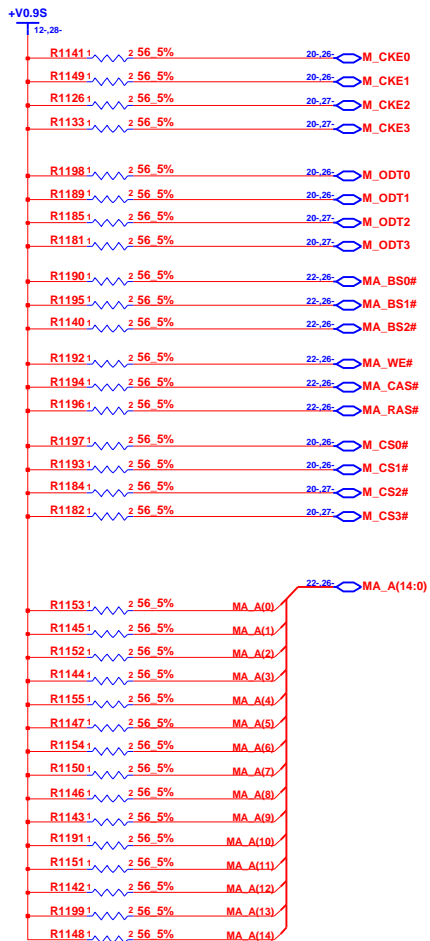 +V0.9S
12-,28-
R1141 1 2 56_5% 20-,26- M_CKE0
R1149 1 2 56_5% 20-,26- M_CKE1
R1126 1 2 56_5% 20-,27- M_CKE2
R1133 1 2 56_5% 20-,27- M_CKE3
R1198 1 2 56_5% 20-,26- M_ODT0
R1189 1 2 56_5% 20-,26- M_ODT1
R1185 1 2 56_5% 20-,27- M_ODT2
R1181 1 2 56_5% 20-,27- M_ODT3
R1190 1 2 56_5% 22-,26- MA_BS0#
R1195 1 2 56_5% 22-,26- MA_BS1#
R1140 1 2 56_5% 22-,26- MA_BS2#
R1192 1 2 56_5% 22-,26- MA_WE#
R1194 1 2 56_5% 22-,26- MA_CAS#
R1196 1 2 56_5% 22-,26- MA_RAS#
R1197 1 2 56_5% 20-,26- M_CS0#
R1193 1 2 56_5% 20-,26- M_CS1#
R1184 1 2 56_5% 20-,27- M_CS2#
R1182 1 2 56_5% 20-,27- M_CS3#
22-,26- MA_A(14:0)
R1153 1 2 56_5% MA_A(0)
R1145 1 2 56_5% MA_A(1)
R1152 1 2 56_5% MA_A(2)
R1144 1 2 56_5% MA_A(3)
R1155 1 2 56_5% MA_A(4)
R1147 1 2 56_5% MA_A(5)
R1154 1 2 56_5% MA_A(6)
R1150 1 2 56_5% MA_A(7)
R1146 1 2 56_5% MA_A(8)
R1143 1 2 56_5% MA_A(9)
R1191 1 2 56_5% MA_A(10)
R1151 1 2 56_5% MA_A(11)
R1142 1 2 56_5% MA_A(12)
R1199 1 2 56_5% MA_A(13)
R1148 1 2 56_5% MA_A(14)